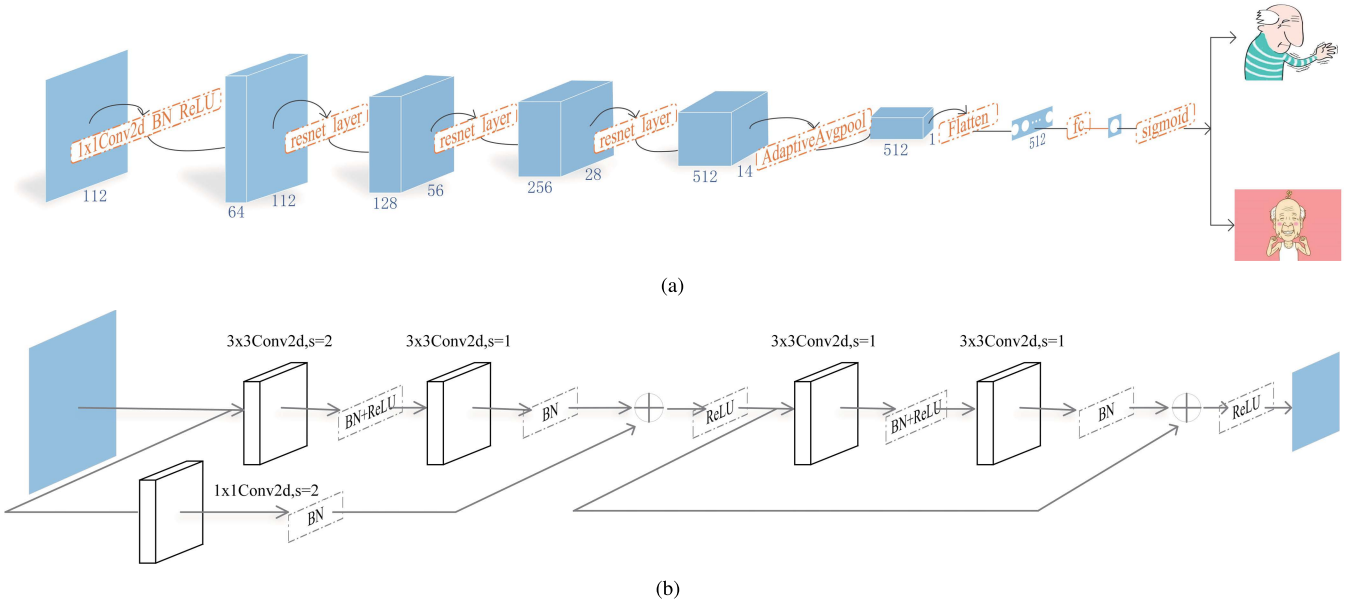 1x1Conv2d BN ReLU
resnet layer
resnet layer
resnet layer
AdaptiveAvgpool
Flatten
fc
sigmoid
112
64
112
128
56
256
28
512
14
512
1
512
(a)
3x3Conv2d,s=2
3x3Conv2d,s=1
3x3Conv2d,s=1
3x3Conv2d,s=1
BN+ReLU
BN
ReLU
BN+ReLU
BN
ReLU
1x1Conv2d,s=2
BN
(b)